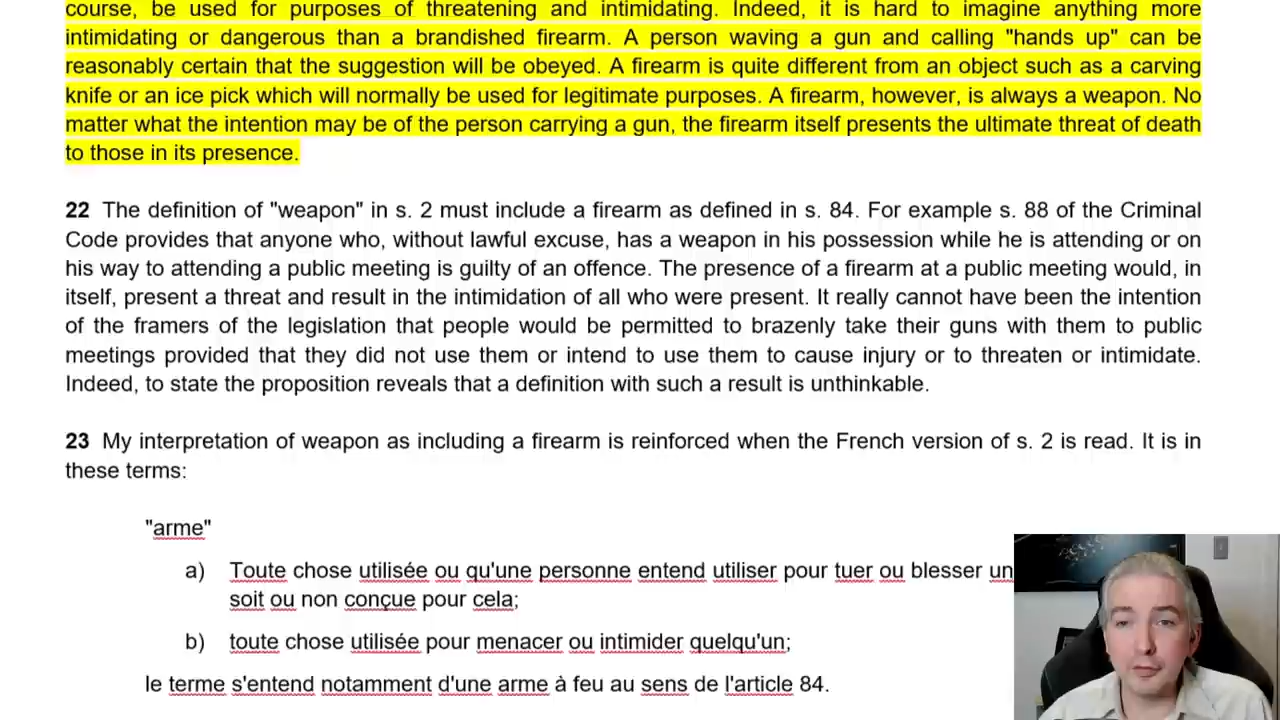 course, be used for purposes of threatening and intimidating. Indeed, it is hard to imagine anything more
intimidating or dangerous than a brandished firearm. A person waving a gun and calling "hands up" can be
reasonably certain that the suggestion will be obeyed. A firearm is quite different from an object such as a carving
knife or an ice pick which will normally be used for legitimate purposes. A firearm, however, is always a weapon. No
matter what the intention may be of the person carrying a gun, the firearm itself presents the ultimate threat of death
to those in its presence.
22 The definition of "weapon" in s. 2 must include a firearm as defined in s. 84. For example s. 88 of the Criminal
Code provides that anyone who, without lawful excuse, has a weapon in his possession while he is attending or on
his way to attending a public meeting is guilty of an offence. The presence of a firearm at a public meeting would, in
itself, present a threat and result in the intimidation of all who were present. It really cannot have been the intention
of the framers of the legislation that people would be permitted to brazenly take their guns with them to public
meetings provided that they did not use them or intend to use them to cause injury or to threaten or intimidate.
Indeed, to state the proposition reveals that a definition with such a result is unthinkable.
23 My interpretation of weapon as including a firearm is reinforced when the French version of s. 2 is read. It is in
these terms:
"arme"
a) Toute chose utilisée ou qu'une personne entend utiliser pour tuer ou blesser un
soit ou non conçue pour cela;
b) toute chose utilisée pour menacer ou intimider quelqu'un;
le terme s'entend notamment d'une arme à feu au sens de l'article 84.